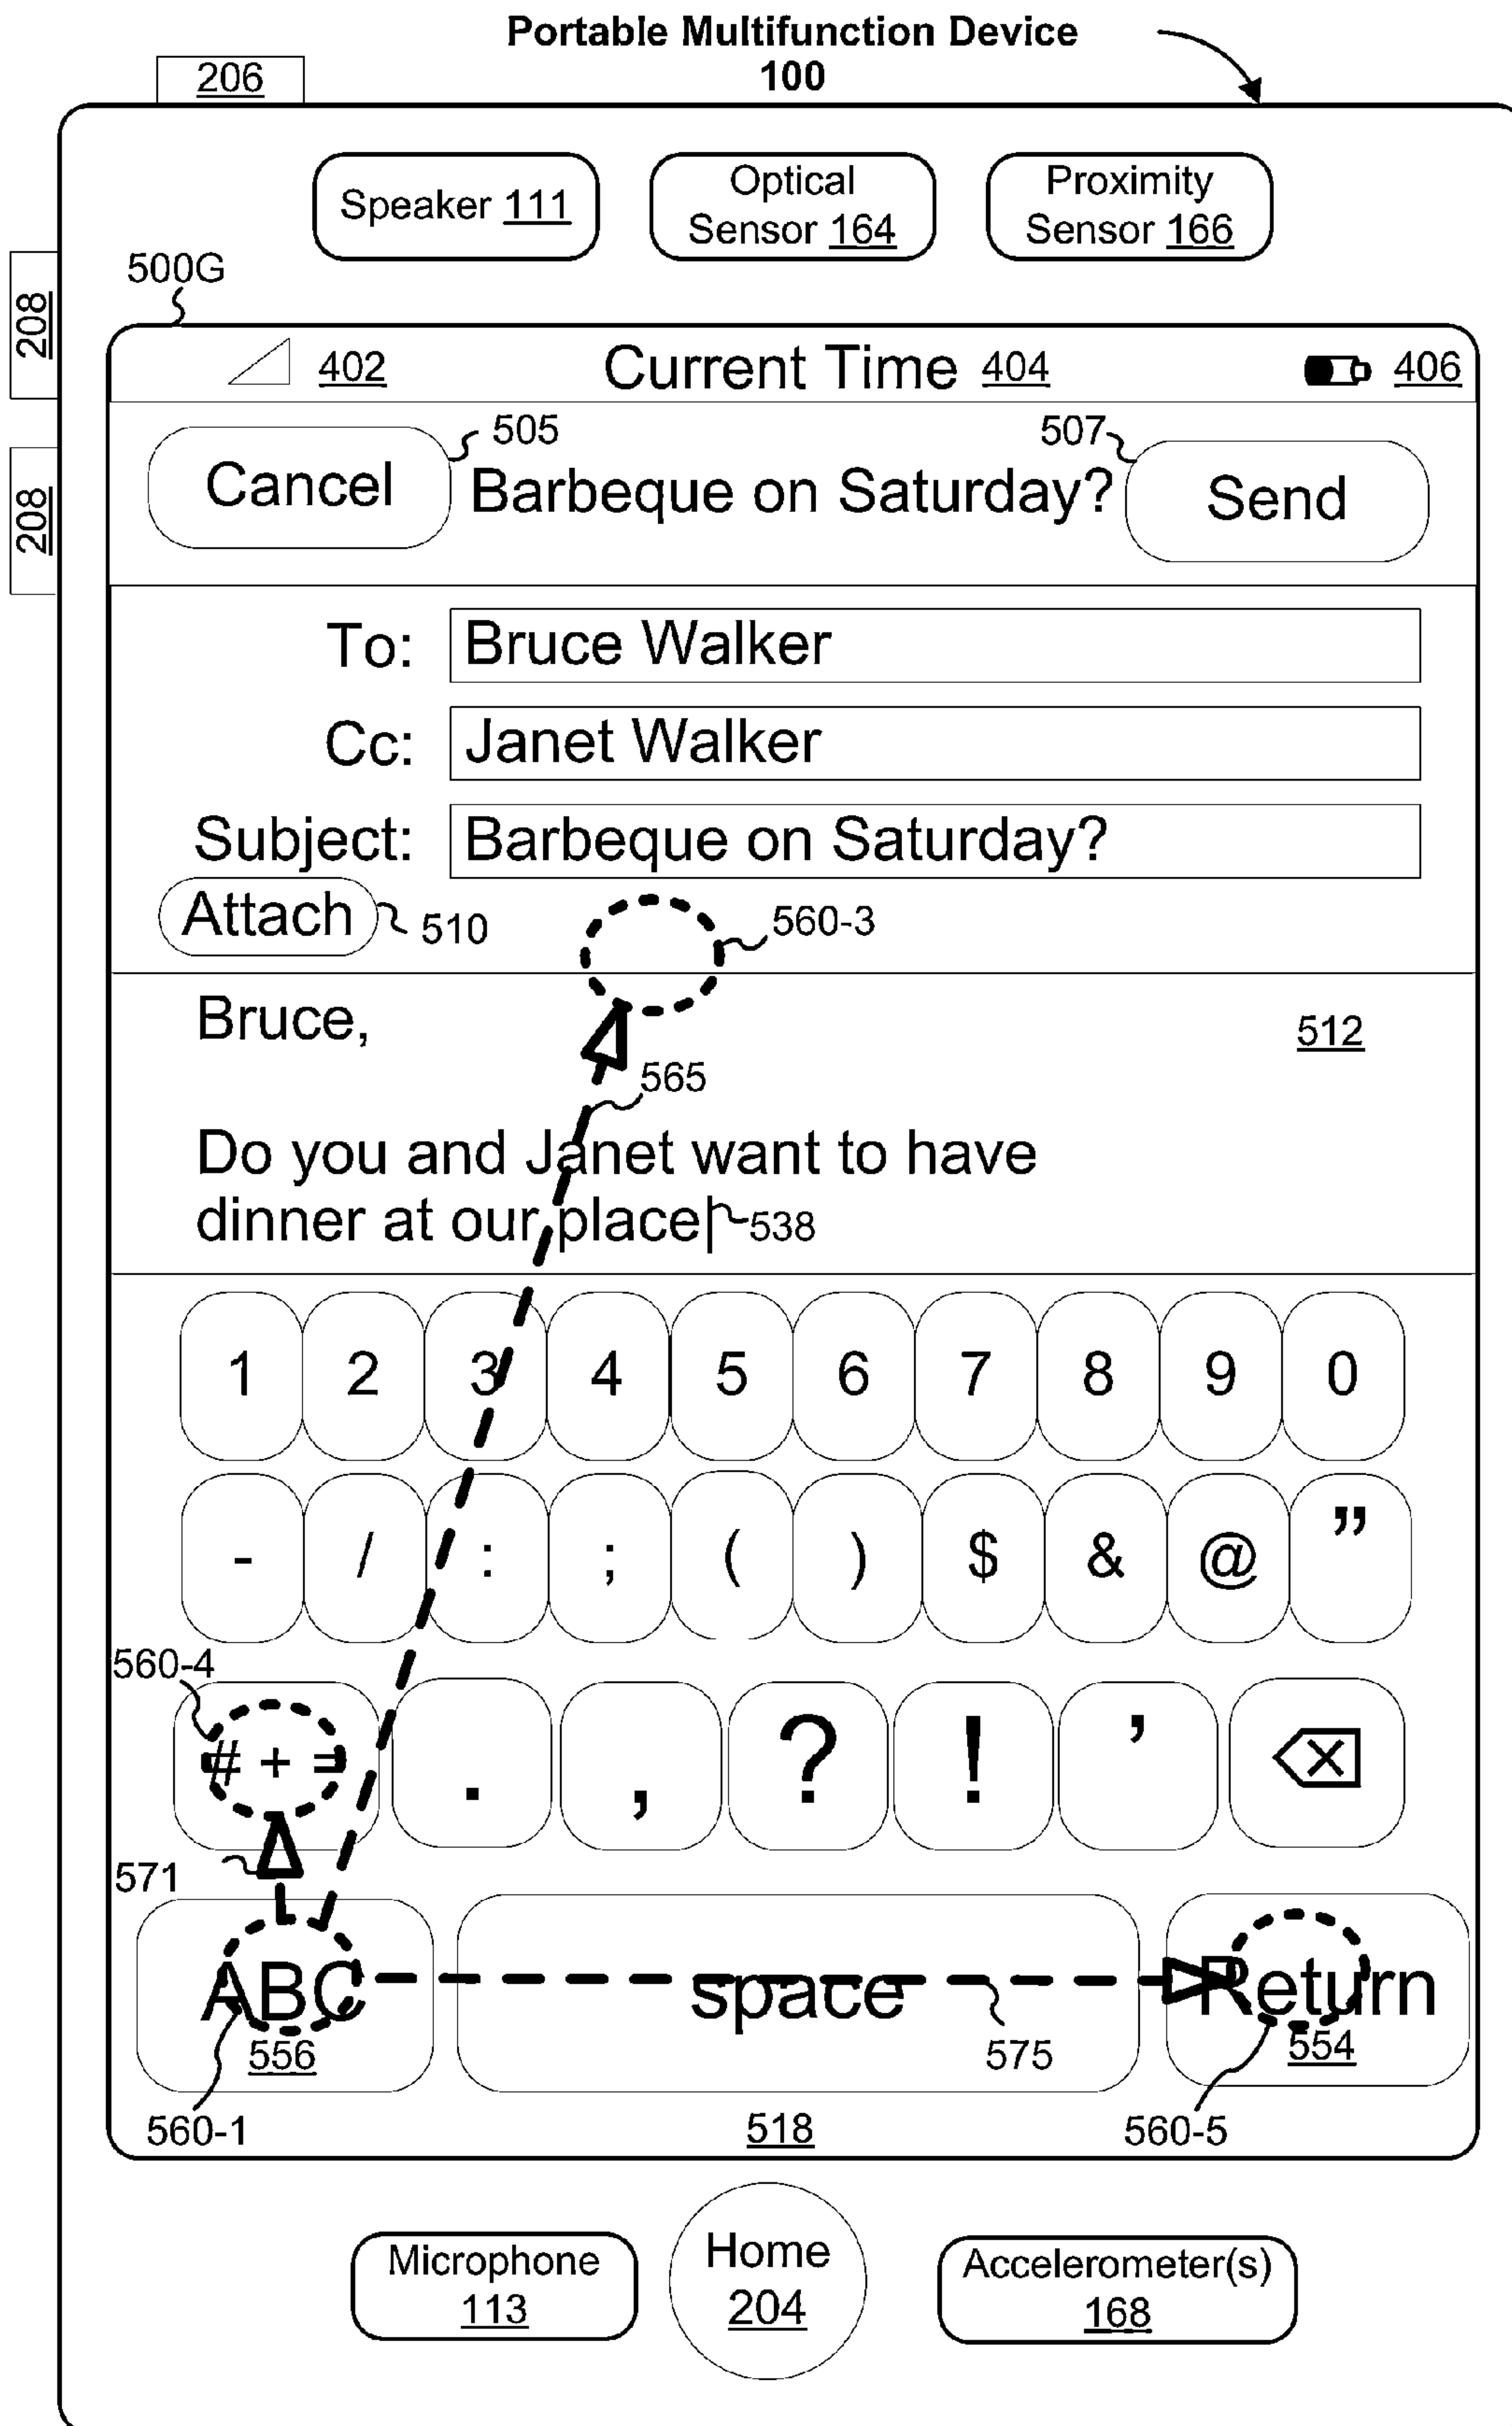 Portable Multifunction Device
100
206
Speaker 111
Optical
Sensor 164
Proximity
Sensor 166
500G
208
208
402
Current Time 404
406
Cancel
505
Barbeque on Saturday?
507
Send
To:
Bruce Walker
Cc:
Janet Walker
Subject:
Barbeque on Saturday?
Attach
510
560-3
Bruce,
512
565
Do you and Janet want to have
dinner at our place
538
1 2 3 4 5 6 7 8 9 0
- / : ; ( ) $ & @ ”
560-4
# + = . , ? ! ’
571
ABC
556
space
575
Return
554
560-1
518
560-5
Microphone
113
Home
204
Accelerometer(s)
168